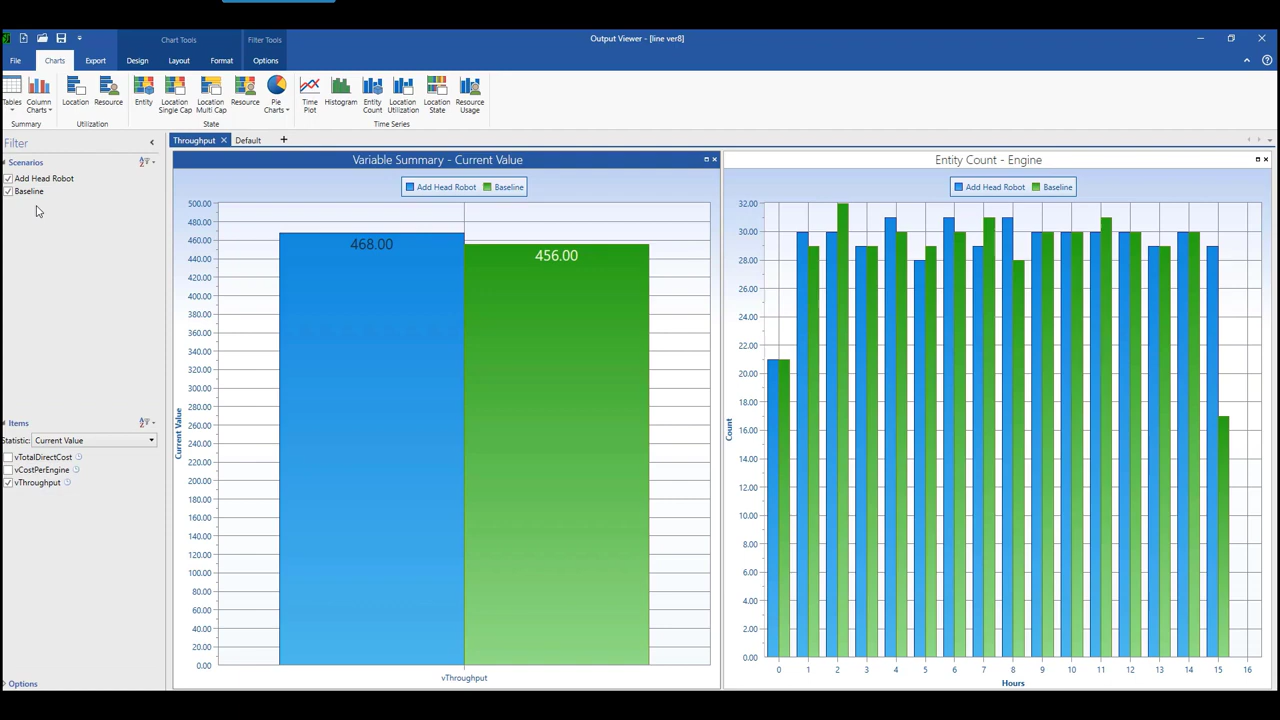 Chart Tools
Filter Tools
Output Viewer - [line ver8]
File
Charts
Export
Design
Layout
Format
Options
Tables
Column Charts
Location
Resource
Entity
Location Single Cap
Location Multi Cap
Resource
Pie Charts
Time Plot
Histogram
Entity Count
Location Utilization
Location State
Resource Usage
Summary
Utilization
State
Time Series
Filter
Throughput
Default
Scenarios
Add Head Robot
Baseline
Items
Statistic: Current Value
vTotalDirectCost
vCostPerEngine
vThroughput
Options
Variable Summary - Current Value
Add Head Robot
Baseline
Current Value
500.00
480.00
460.00
440.00
420.00
400.00
380.00
360.00
340.00
320.00
300.00
280.00
260.00
240.00
220.00
200.00
180.00
160.00
140.00
120.00
100.00
80.00
60.00
40.00
20.00
0.00
468.00
456.00
vThroughput
Entity Count - Engine
Add Head Robot
Baseline
Count
32.00
30.00
28.00
26.00
24.00
22.00
20.00
18.00
16.00
14.00
12.00
10.00
8.00
6.00
4.00
2.00
0.00
0 1 2 3 4 5 6 7 8 9 10 11 12 13 14 15 16
Hours